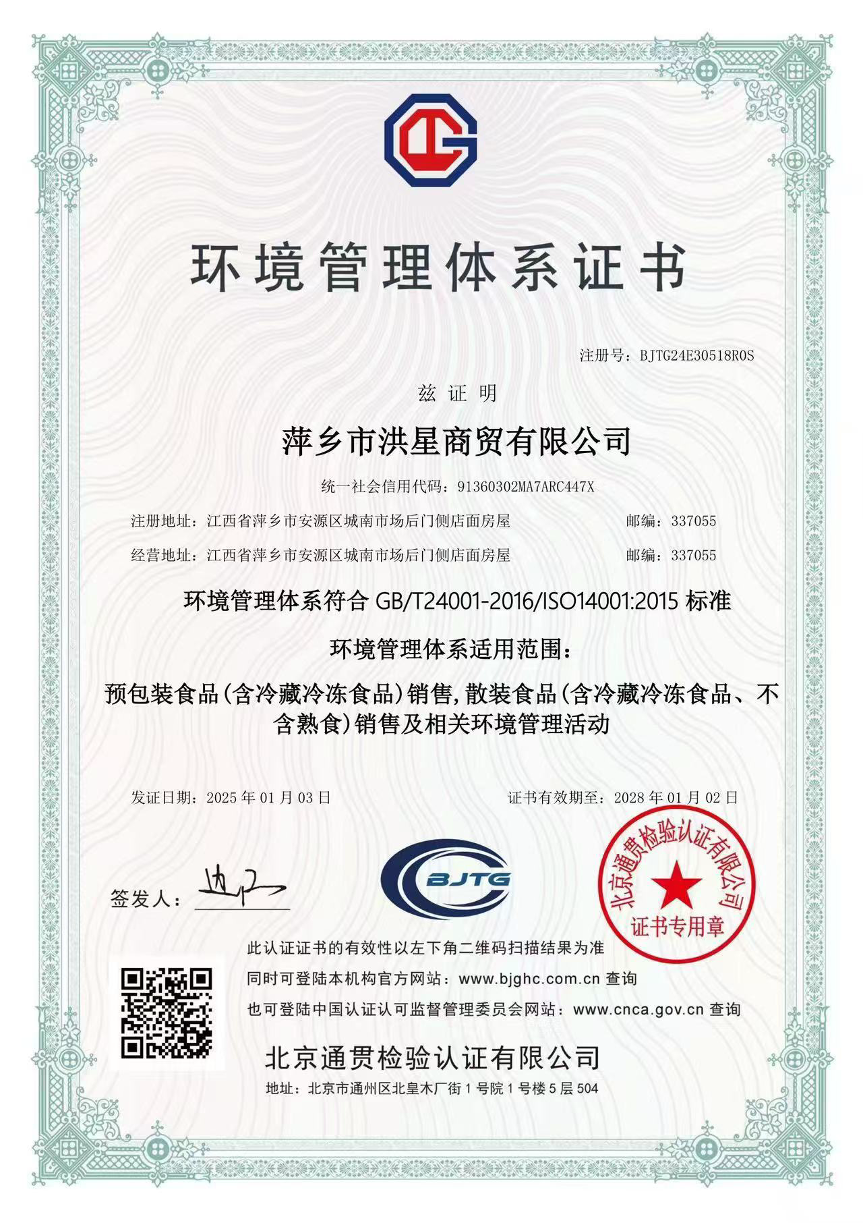 环境管理体系证书
注册号：BJTG24E30518R0S
兹证明
萍乡市洪星商贸有限公司
统一社会信用代码：91360302MA7ARC447X
注册地址：江西省萍乡市安源区城南市场后门侧店面房屋 邮编：337055
经营地址：江西省萍乡市安源区城南市场后门侧店面房屋 邮编：337055
环境管理体系符合 GB/T24001-2016/ISO14001:2015 标准
环境管理体系适用范围：
预包装食品(含冷藏冷冻食品)销售,散装食品(含冷藏冷冻食品、不
含熟食)销售及相关环境管理活动
发证日期：2025 年 01 月 03 日 证书有效期至：2028 年 01 月 02 日
签发人：
BJTG
北京通贯检验认证有限公司
证书专用章
此认证证书的有效性以左下角二维码扫描结果为准
同时可登陆本机构官方网站：www.bjghc.com.cn 查询
也可登陆中国认证认可监督管理委员会网站：www.cnca.gov.cn 查询
北京通贯检验认证有限公司
地址：北京市通州区北皇木厂街 1 号院 1 号楼 5 层 504